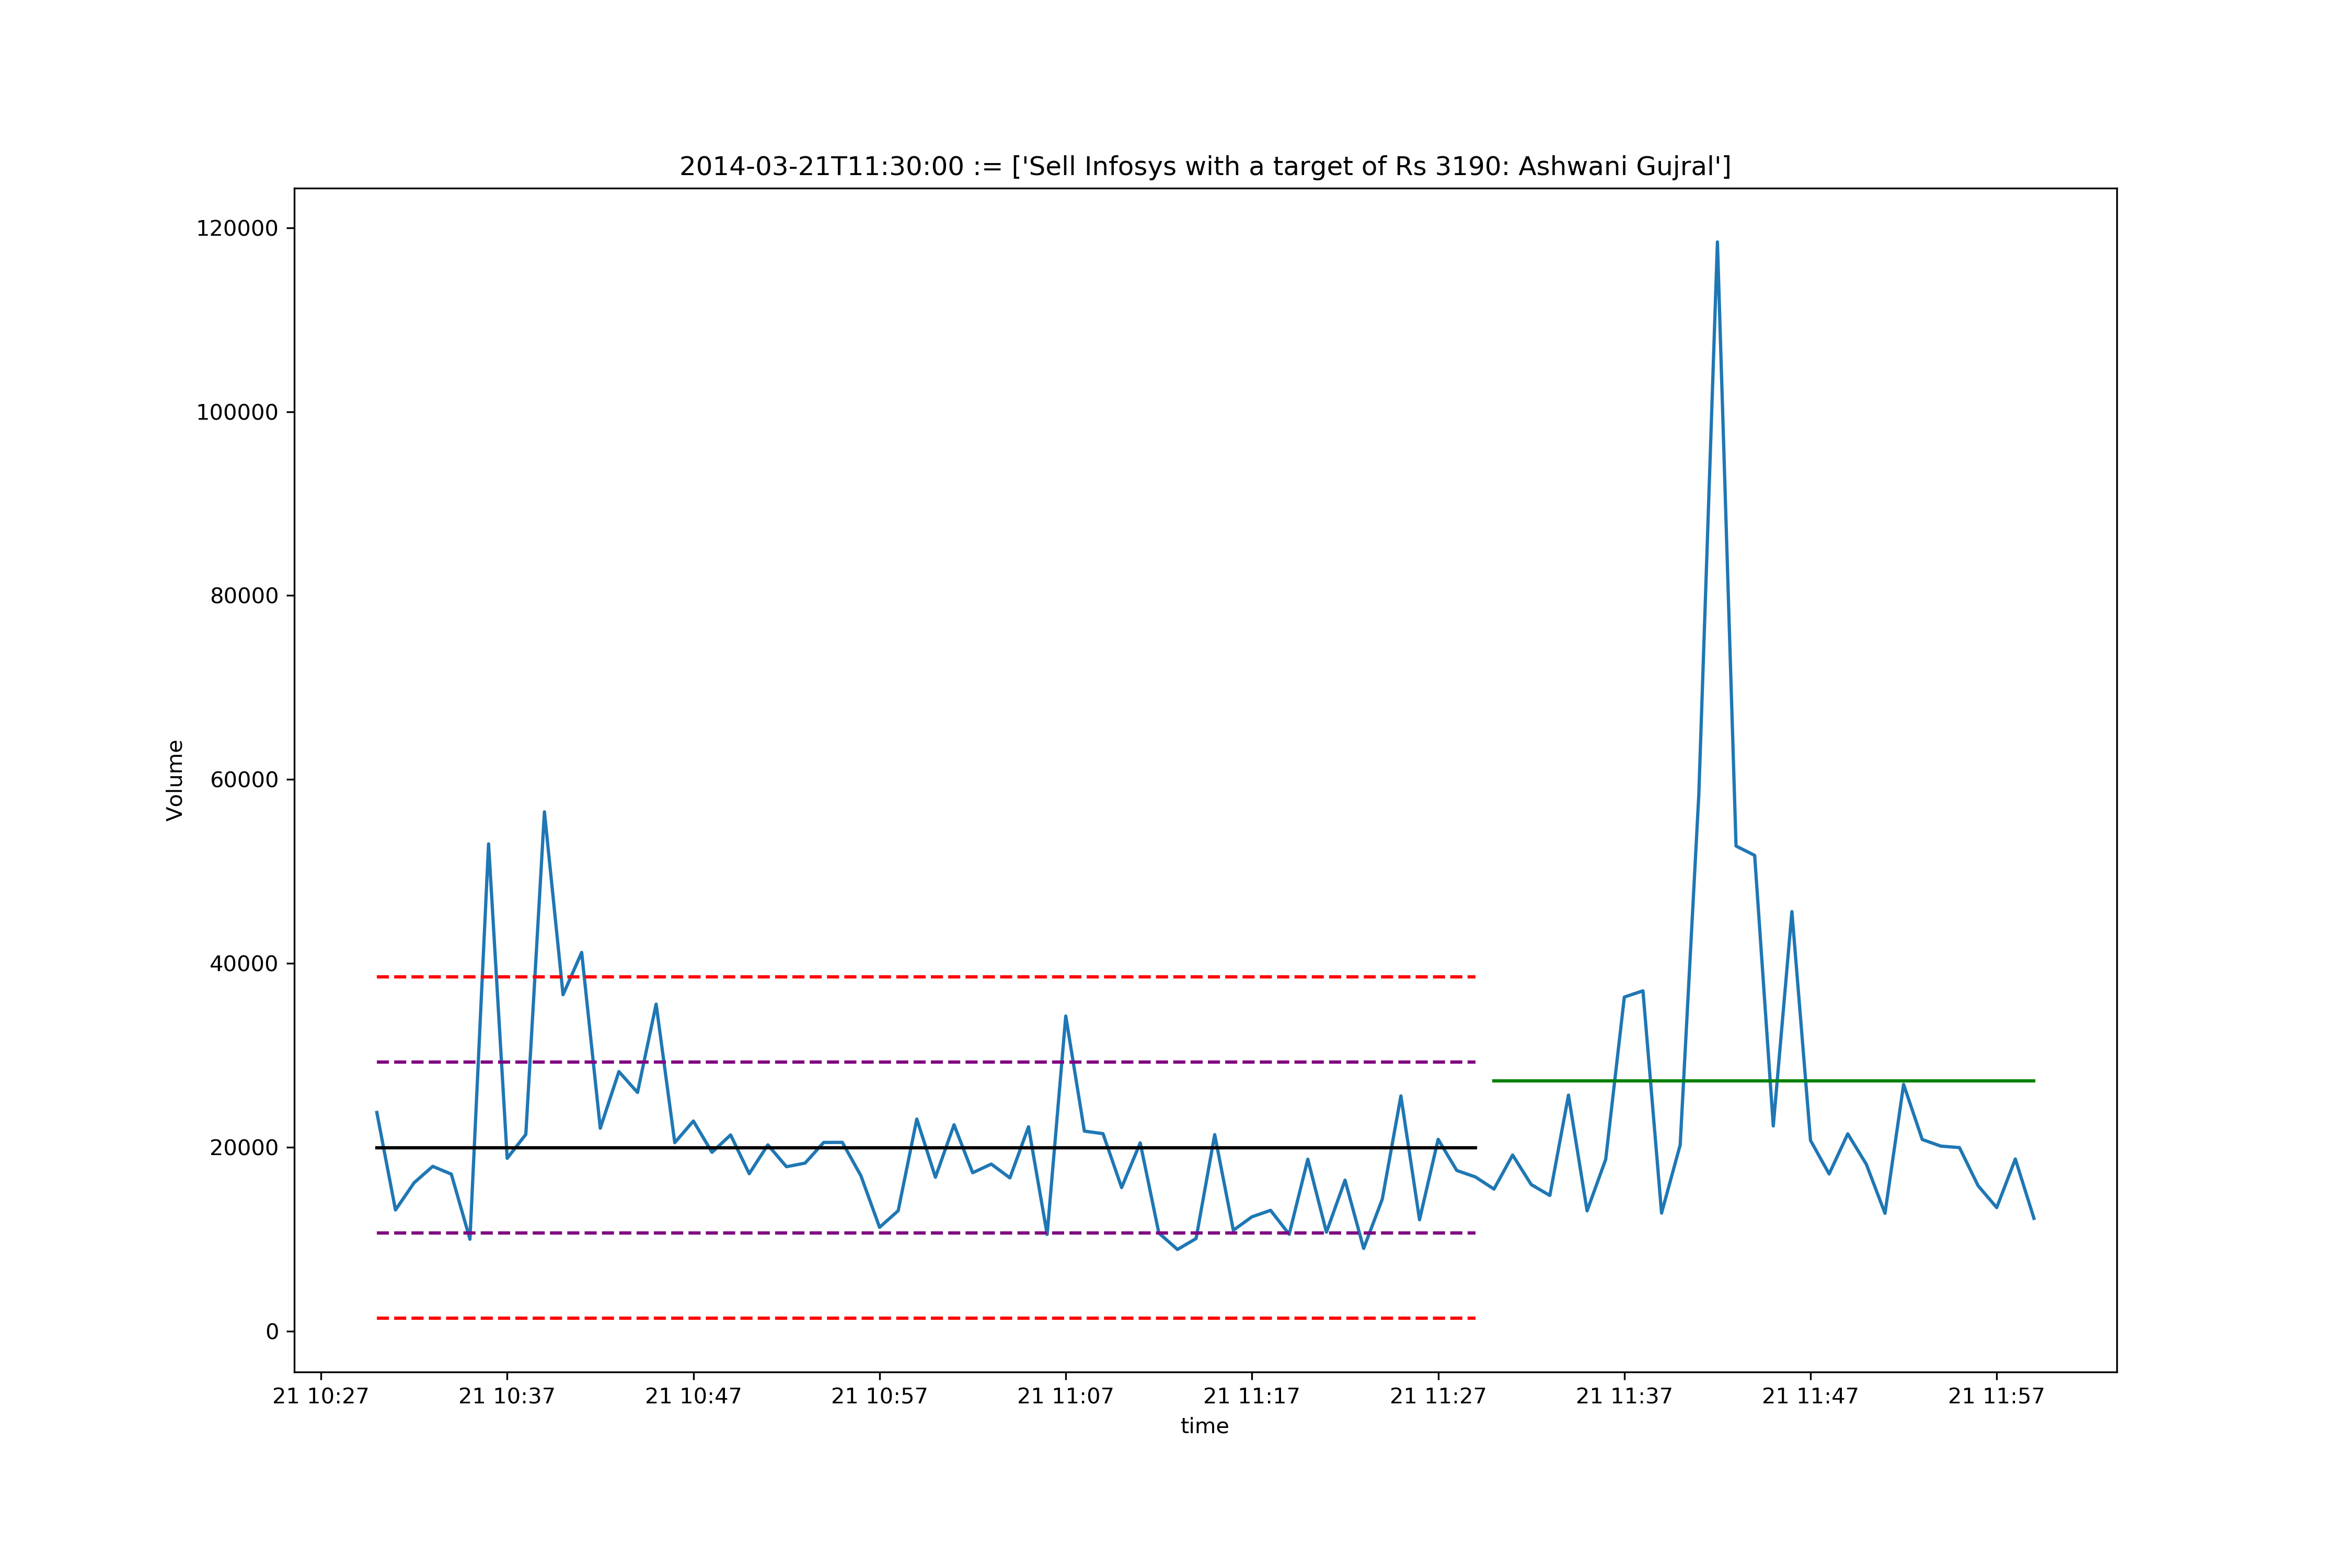 2014-03-21T11:30:00 := ['Sell Infosys with a target of Rs 3190: Ashwani Gujral']
120000
100000
80000
60000
40000
20000
0
Volume
21 10:27 21 10:37 21 10:47 21 10:57 21 11:07 21 11:17 21 11:27 21 11:37 21 11:47 21 11:57
time